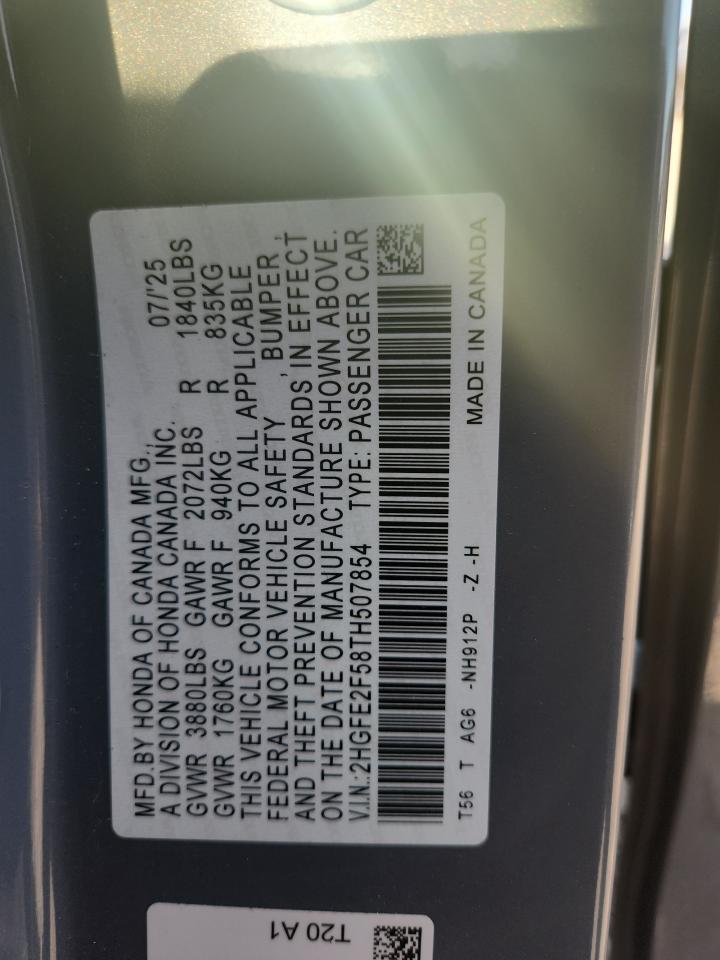 MFD.BY HONDA OF CANADA MFG., 07/'25
A DIVISION OF HONDA CANADA INC.
GVWR 3880LBS GAWR F 2072LBS R 1840LBS
GVWR 1760KG GAWR F 940KG R 835KG
THIS VEHICLE CONFORMS TO ALL APPLICABLE
FEDERAL MOTOR VEHICLE SAFETY , BUMPER ,
AND THEFT PREVENTION STANDARDS IN EFFECT
ON THE DATE OF MANUFACTURE SHOWN ABOVE.
V.I.N.:2HGFE2F58TH507854 TYPE: PASSENGER CAR
T56 T AG6 -NH912P -Z -H MADE IN CANADA
T20 A1